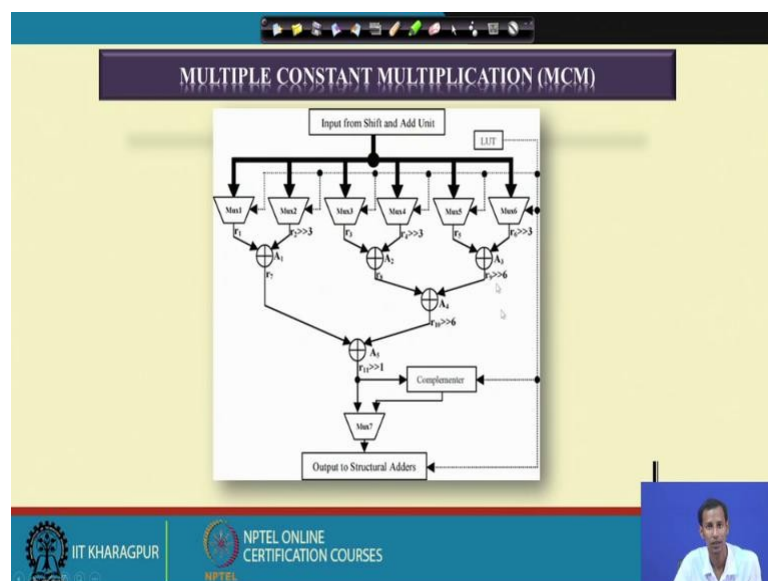 MULTIPLE CONSTANT MULTIPLICATION (MCM)
Input from Shift and Add Unit
LUT
Mux1 Mux2 Mux3 Mux4 Mux5 Mux6
r₁ r₂>>3 r₃ r₄>>3 r₅ r₆>>3
A₁ A₂ A₃
r₇ r₈ r₉>>6
A₄
r₁₀>>6
A₅
r₁₁>>1
Complementer
Mux7
Output to Structural Adders
IIT KHARAGPUR
NPTEL
NPTEL ONLINE
CERTIFICATION COURSES